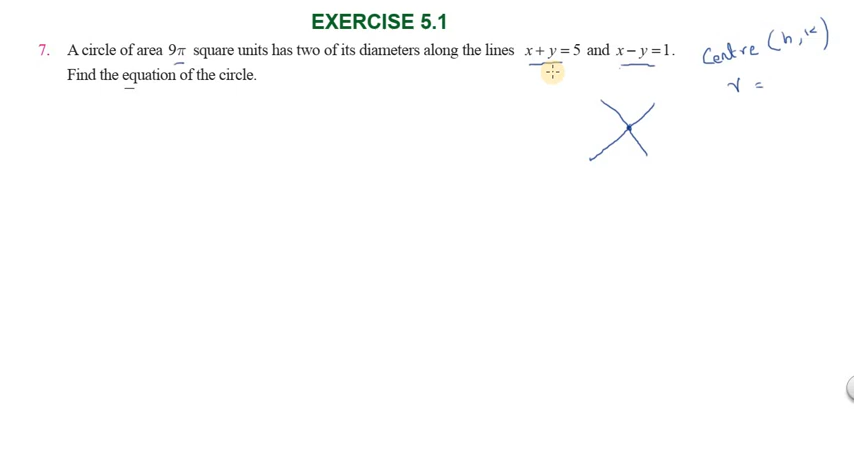 EXERCISE 5.1
7. A circle of area 9π square units has two of its diameters along the lines x + y = 5 and x − y = 1.
Find the equation of the circle.
Centre (h, k)
r =